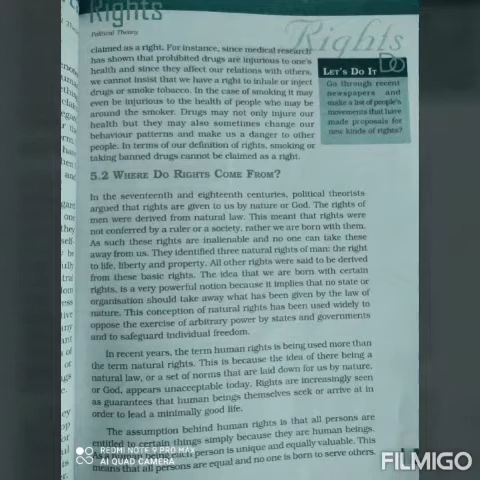 Rights
Political Theory
Rights
claimed as a right. For instance, since medical research
has shown that prohibited drugs are injurious to one's
health and since they affect our relations with others,
we cannot insist that we have a right to inhale or inject
drugs or smoke tobacco. In the case of smoking it may
even be injurious to the health of people who may be
around the smoker. Drugs may not only injure our
health but they may also sometimes change our
behaviour patterns and make us a danger to other
people. In terms of our definition of rights, smoking or
taking banned drugs cannot be claimed as a right.
LET'S DO IT
DO
Go through recent
newspapers and
make a list of people's
movements that have
made proposals for
new kinds of rights?
5.2 WHERE DO RIGHTS COME FROM?
In the seventeenth and eighteenth centuries, political theorists
argued that rights are given to us by nature or God. The rights of
men were derived from natural law. This meant that rights were
not conferred by a ruler or a society, rather we are born with them.
As such these rights are inalienable and no one can take these
away from us. They identified three natural rights of man: the right
to life, liberty and property. All other rights were said to be derived
from these basic rights. The idea that we are born with certain
rights, is a very powerful notion because it implies that no state or
organisation should take away what has been given by the law of
nature. This conception of natural rights has been used widely to
oppose the exercise of arbitrary power by states and governments
and to safeguard individual freedom.
In recent years, the term human rights is being used more than
the term natural rights. This is because the idea of there being a
natural law, or a set of norms that are laid down for us by nature,
or God, appears unacceptable today. Rights are increasingly seen
as guarantees that human beings themselves seek or arrive at in
order to lead a minimally good life.
The assumption behind human rights is that all persons are
entitled to certain things simply because they are human beings.
As a human being each person is unique and equally valuable. This
means that all persons are equal and no one is born to serve others.
REDMI NOTE 9 PRO MAX
AI QUAD CAMERA
FILMIGO